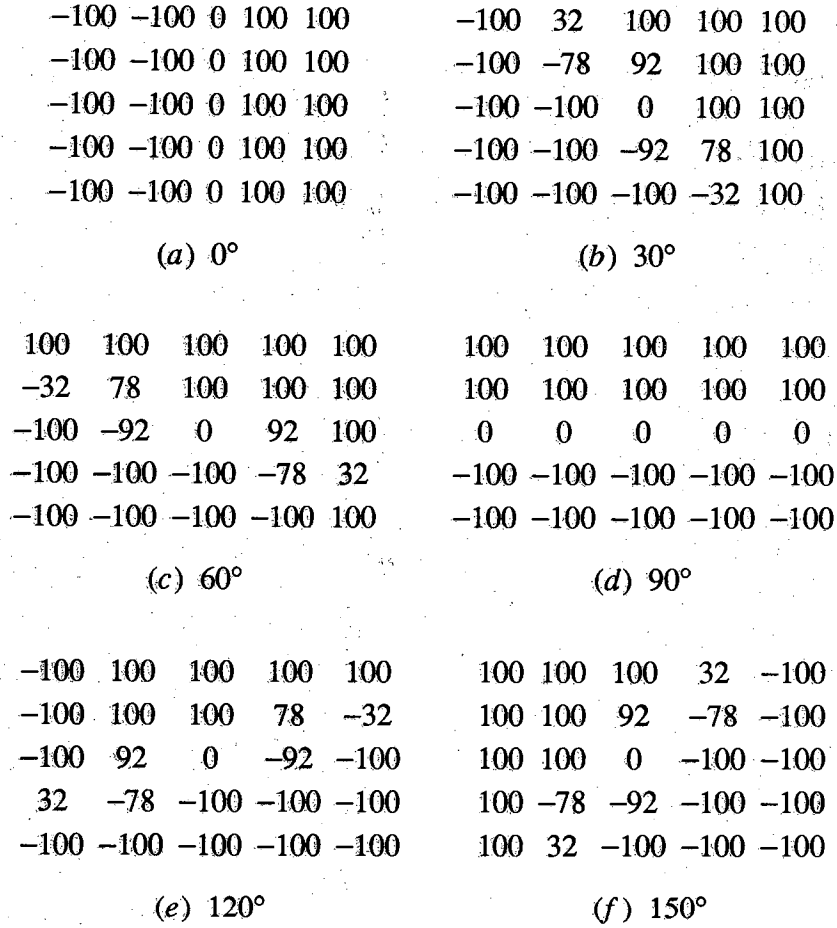 −100 −100 0 100 100 −100 32 100 100 100
−100 −100 0 100 100 −100 −78 92 100 100
−100 −100 0 100 100 −100 −100 0 100 100
−100 −100 0 100 100 −100 −100 −92 78 100
−100 −100 0 100 100 −100 −100 −100 −32 100
(a) 0° (b) 30°
100 100 100 100 100 100 100 100 100 100
−32 78 100 100 100 100 100 100 100 100
−100 −92 0 92 100 0 0 0 0 0
−100 −100 −100 −78 32 −100 −100 −100 −100 −100
−100 −100 −100 −100 100 −100 −100 −100 −100 −100
(c) 60° (d) 90°
−100 100 100 100 100 100 100 100 32 −100
−100 100 100 78 −32 100 100 92 −78 −100
−100 92 0 −92 −100 100 100 0 −100 −100
32 −78 −100 −100 −100 100 −78 −92 −100 −100
−100 −100 −100 −100 −100 100 32 −100 −100 −100
(e) 120° (f) 150°